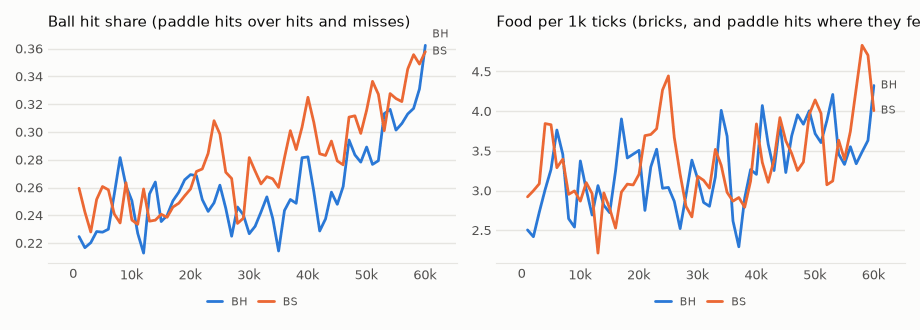 Ball hit share (paddle hits over hits and misses)
0.36
0.34
0.32
0.30
0.28
0.26
0.24
0.22
0 10k 20k 30k 40k 50k 60k
BH
BS
BH BS
Food per 1k ticks (bricks, and paddle hits where they fe
4.5
4.0
3.5
3.0
2.5
0 10k 20k 30k 40k 50k 60k
BH
BS
BH BS